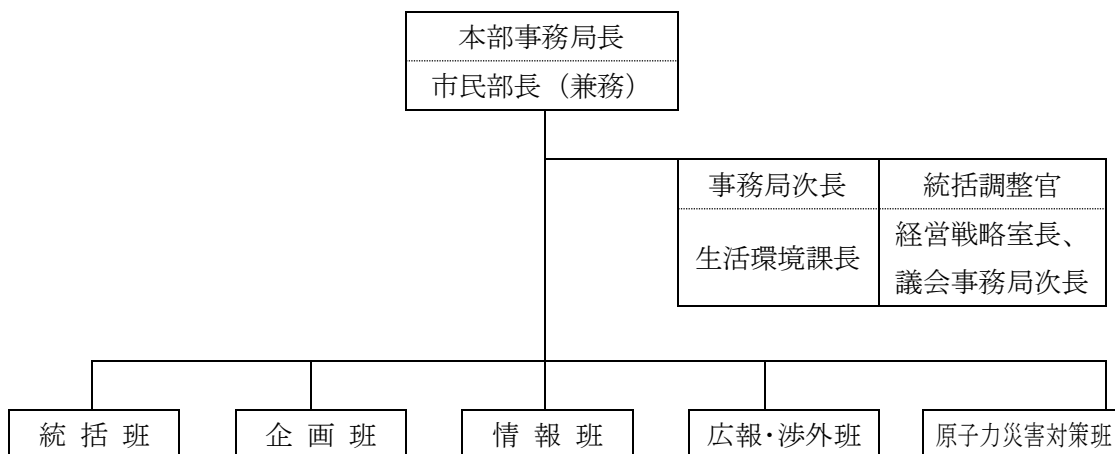 本部事務局長
市民部長（兼務）
事務局次長
統括調整官
生活環境課長
経営戦略室長、
議会事務局次長
統括班
企画班
情報班
広報・渉外班
原子力災害対策班